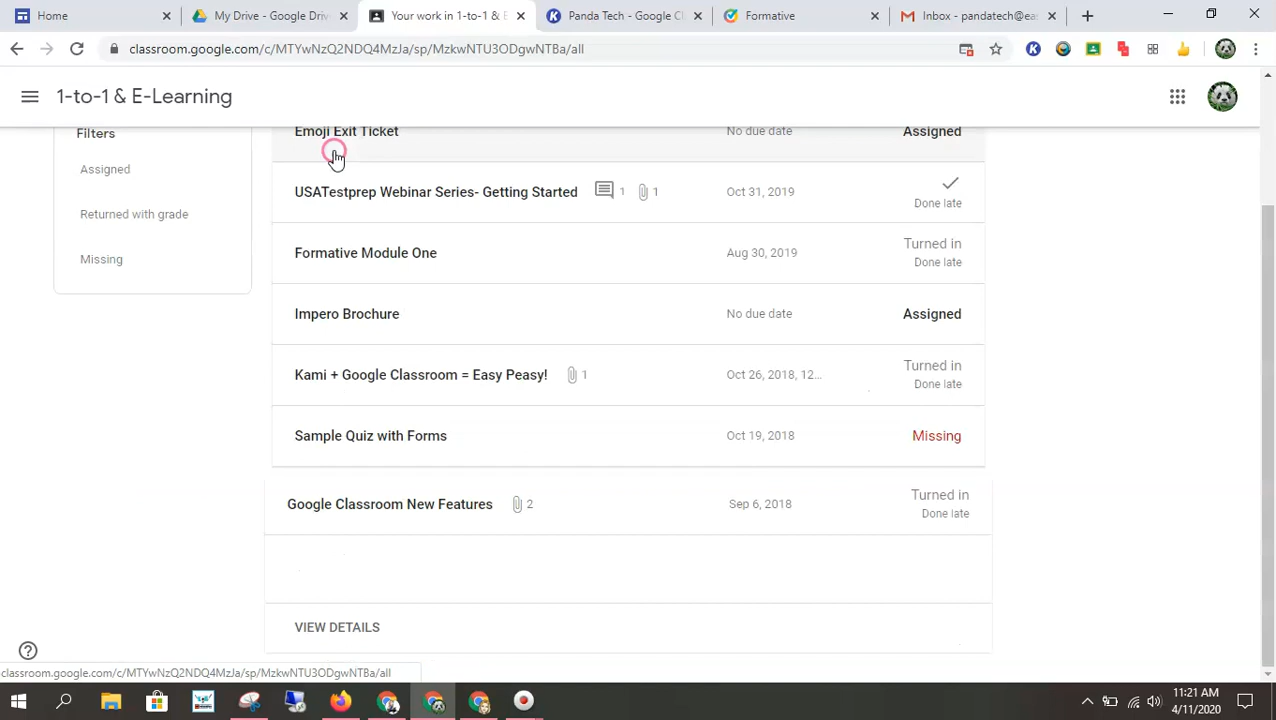 Home
My Drive - Google Driv
Your work in 1-to-1 & E
Panda Tech - Google Cl
Formative
Inbox - pandatech@eas
classroom.google.com/c/MTYwNzQ2NDQ4MzJa/sp/MzkwNTU3ODgwNTBa/all
1-to-1 & E-Learning
Filters
Assigned
Returned with grade
Missing
Emoji Exit Ticket No due date Assigned
USATestprep Webinar Series- Getting Started 1 1 Oct 31, 2019 Done late
Formative Module One Aug 30, 2019 Turned in
Done late
Impero Brochure No due date Assigned
Kami + Google Classroom = Easy Peasy! 1 Oct 26, 2018, 12... Turned in
Done late
Sample Quiz with Forms Oct 19, 2018 Missing
Google Classroom New Features 2 Sep 6, 2018 Turned in
Done late
VIEW DETAILS
classroom.google.com/c/MTYwNzQ2NDQ4MzJa/sp/MzkwNTU3ODgwNTBa/all
11:21 AM
4/11/2020